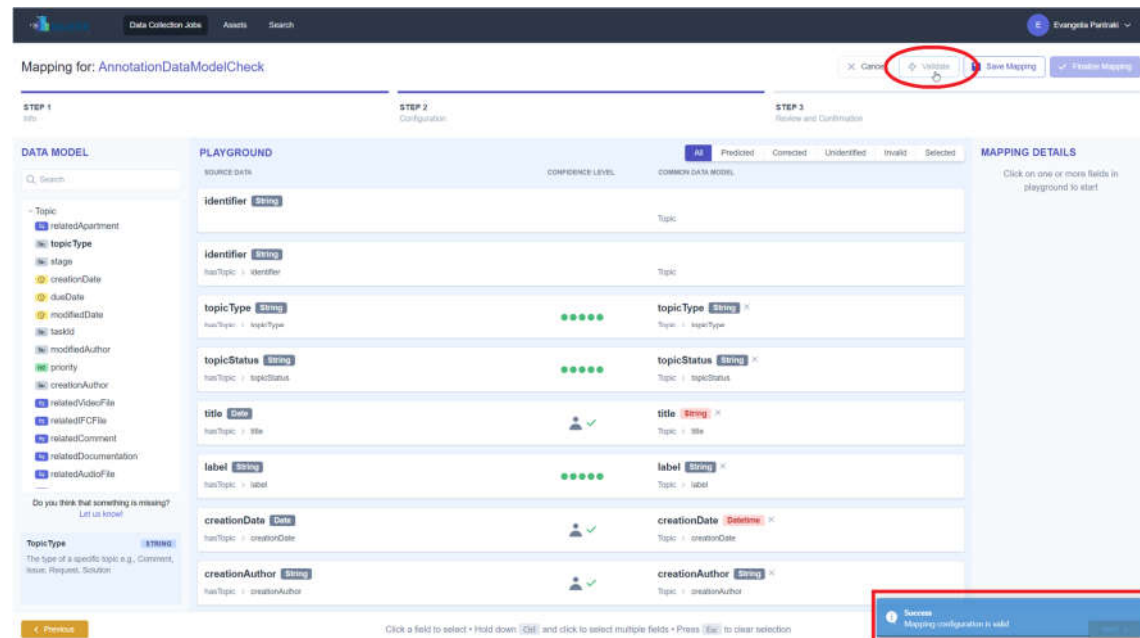 Data Collection Jobs Assets Search
E Evangelia Pantraki
Mapping for: AnnotationDataModelCheck
Cancel Validate Save Mapping Finalize Mapping
STEP 1
Info
STEP 2
Configuration
STEP 3
Review and Confirmation
DATA MODEL
Search
Topic
relatedApartment
topicType
stage
creationDate
dueDate
modifiedDate
taskId
modifiedAuthor
priority
creationAuthor
relatedVideoFile
relatedIFCFile
relatedComment
relatedDocumentation
relatedAudioFile
Do you think that something is missing?
Let us know!
TopicType STRING
The type of a specific topic e.g., Comment,
Issue, Request, Solution
PLAYGROUND
All Predicted Corrected Unidentified Invalid Selected
SOURCE DATA CONFIDENCE LEVEL COMMON DATA MODEL
identifier String
Topic
identifier String
hasTopic > identifier Topic
topicType String topicType String ×
hasTopic > topicType Topic > topicType
topicStatus String topicStatus String ×
hasTopic > topicStatus Topic > topicStatus
title Date title String ×
hasTopic > title Topic > title
label String label String ×
hasTopic > label Topic > label
creationDate Date creationDate Datetime ×
hasTopic > creationDate Topic > creationDate
creationAuthor String creationAuthor String ×
hasTopic > creationAuthor Topic > creationAuthor
MAPPING DETAILS
Click on one or more fields in
playground to start
Previous
Click a field to select • Hold down Ctrl and click to select multiple fields • Press Esc to clear selection
Success
Mapping configuration is valid